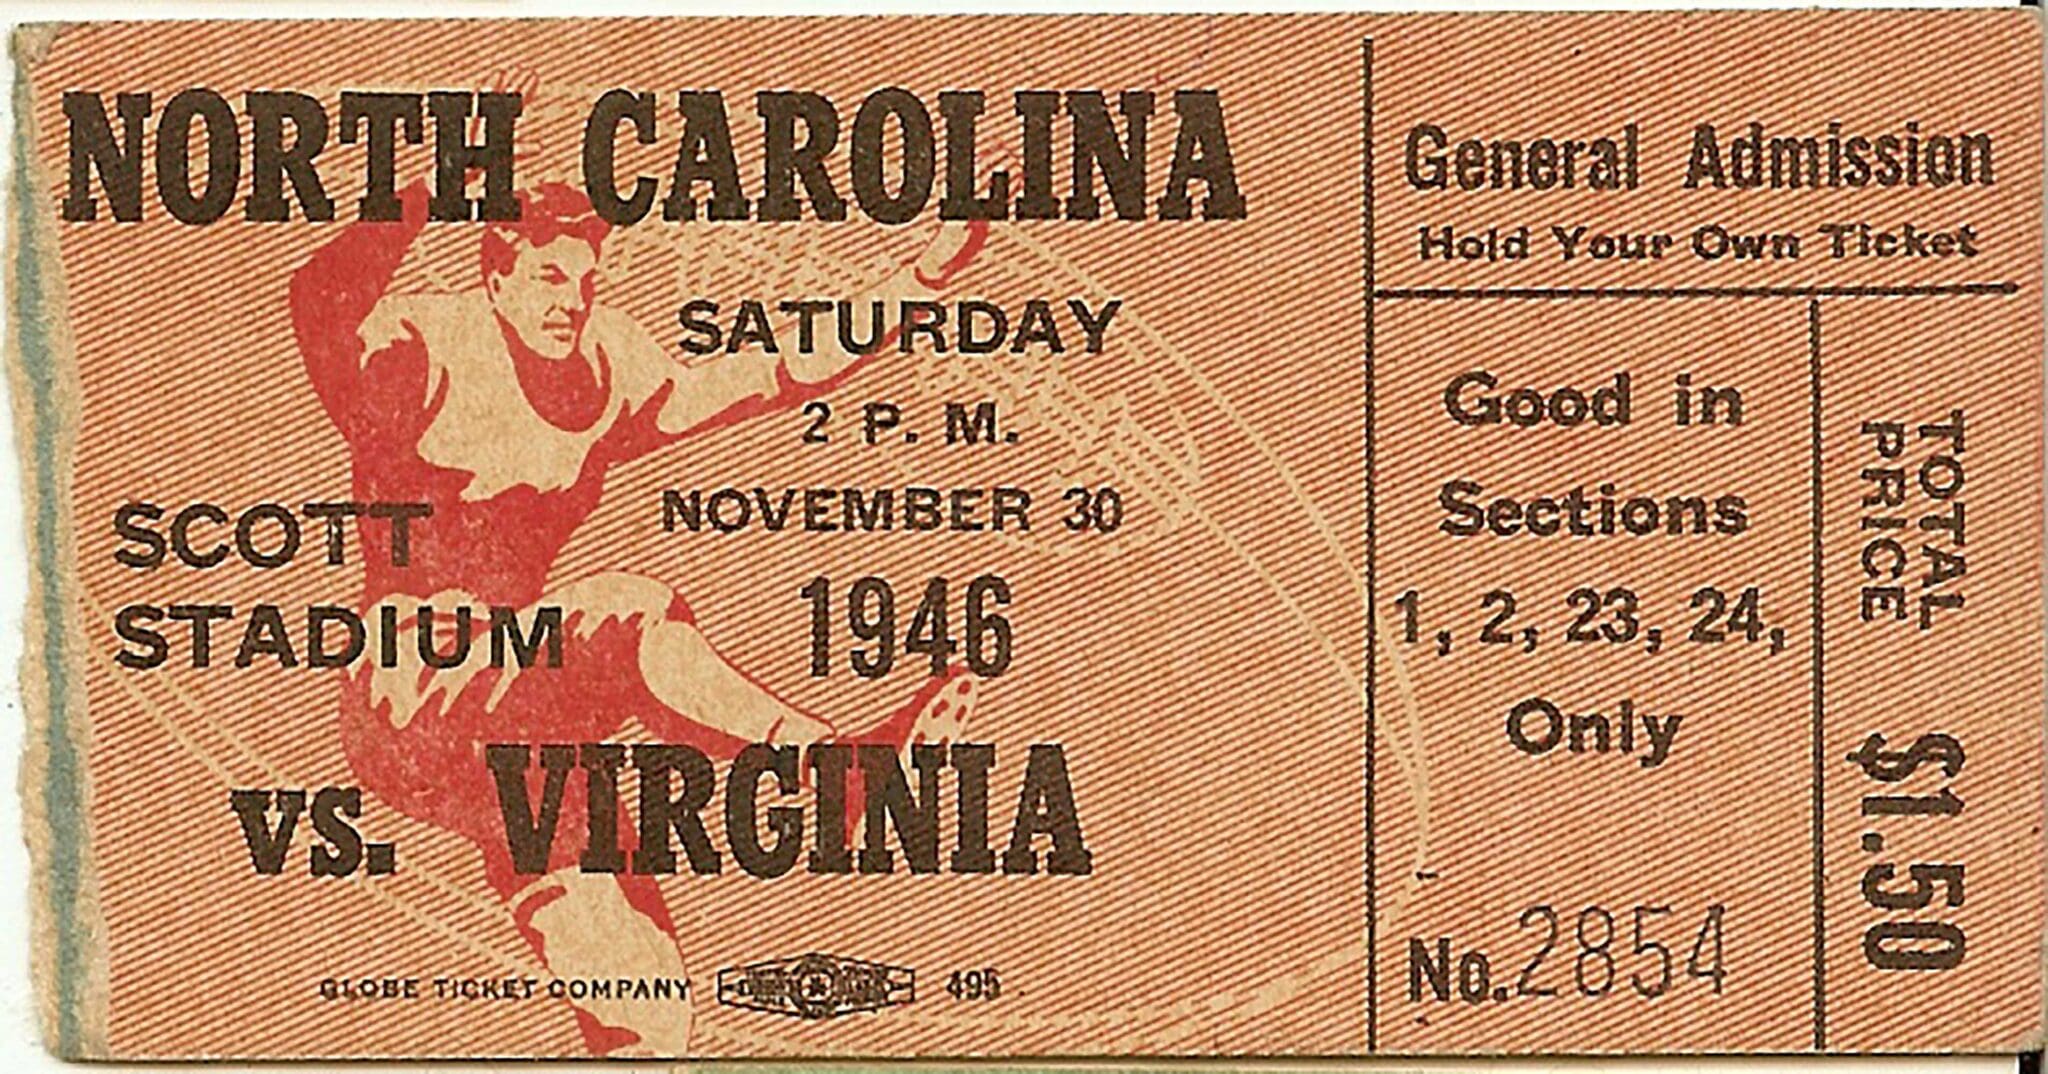 NORTH CAROLINA
SATURDAY
2 P. M.
NOVEMBER 30
1946
SCOTT
STADIUM
VS. VIRGINIA
GLOBE TICKET COMPANY 495
General Admission
Hold Your Own Ticket
Good in
Sections
1, 2, 23, 24,
Only
No. 2854
TOTAL
PRICE
$1.50